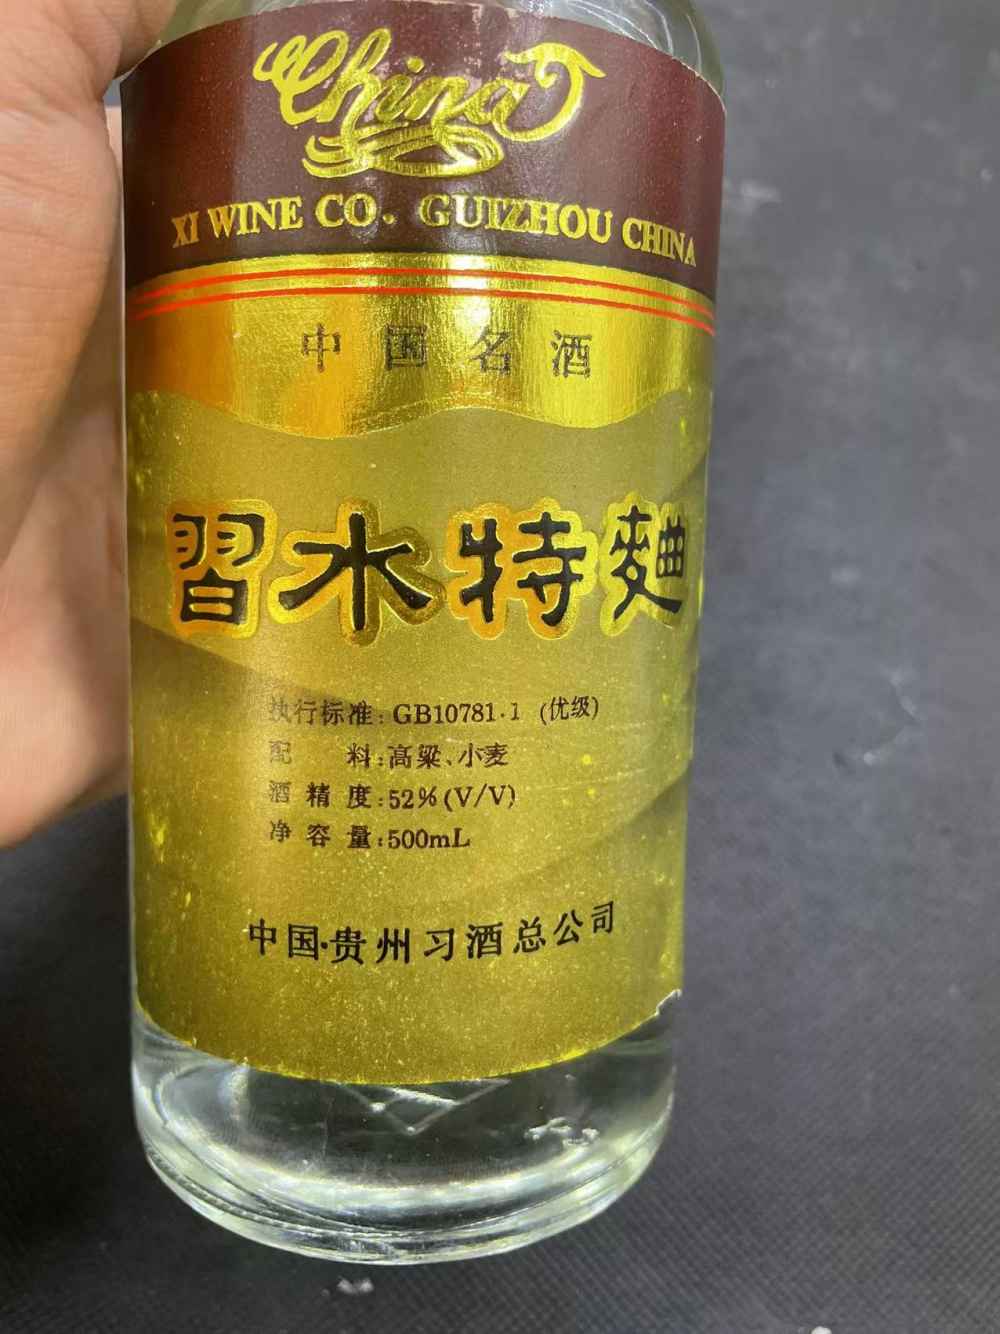 China
XI WINE CO. GUIZHOU CHINA
中国名酒
習水特麯
执行标准：GB10781·1 (优级)
配料：高粱、小麦
酒精度：52%(V/V)
净容量：500mL
中国·贵州习酒总公司